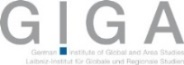 GIGA
German Institute of Global and Area Studies
Leibniz-Institut für Globale und Regionale Studien